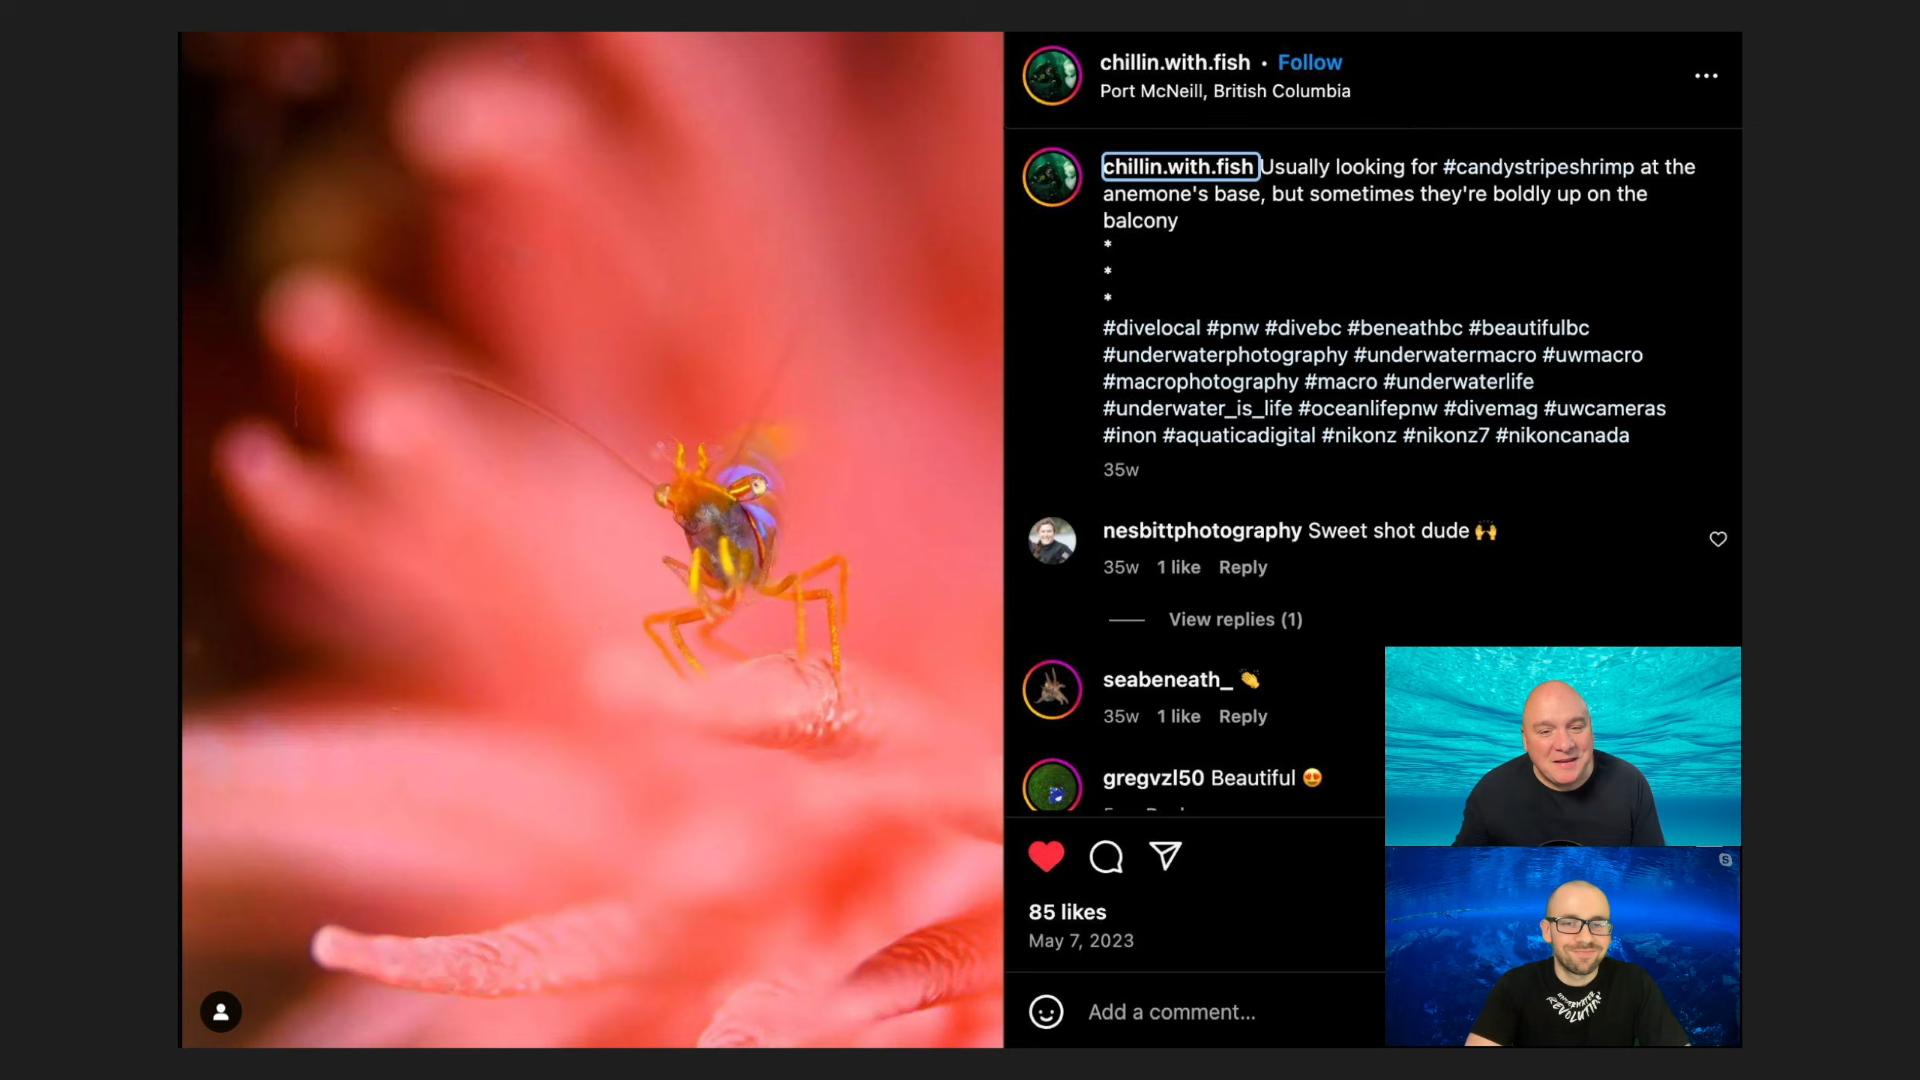 chillin.with.fish • Follow
Port McNeill, British Columbia
chillin.with.fish Usually looking for #candystripeshrimp at the
anemone's base, but sometimes they're boldly up on the
balcony
*
*
*
#divelocal #pnw #divebc #beneathbc #beautifulbc
#underwaterphotography #underwatermacro #uwmacro
#macrophotography #macro #underwaterlife
#underwater_is_life #oceanlifepnw #divemag #uwcameras
#inon #aquaticadigital #nikonz #nikonz7 #nikoncanada
35w
nesbittphotography Sweet shot dude 🙌
35w 1 like Reply
View replies (1)
seabeneath_ 👏
35w 1 like Reply
gregvzl50 Beautiful 😍
85 likes
May 7, 2023
Add a comment...
S
UNDERWATER
REVOLUTION